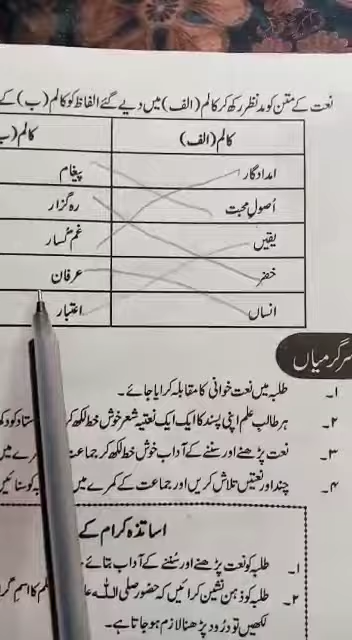 نعت کے متن کو مدنظر رکھ کر کالم (الف) میں دیے گئے الفاظ کو کالم (ب) کے
کالم (الف) کالم (ب
امدادگار پیغام
اُصولِ محبت رہ گزار
یقیں غم گسار
خضر عرفان
انساں اعتبار
سرگرمیاں
۱۔ طلبہ میں نعت خوانی کا مقابلہ کرایا جائے۔
۲۔ ہر طالب علم اپنی پسند کا ایک ایک نعتیہ شعر خوش خط لکھ کر
۳۔ نعت پڑھنے اور سننے کے آداب خوش خط لکھ کر
۴۔ چند اور نعتیں تلاش کریں اور جماعت کے کمرے میں
اساتذہ کرام کے
۱۔ طلبہ کو نعت پڑھنے اور سُننے کے آداب بتائے
۲۔ طلبہ کو ذہن نشین کرائیں کہ حضور صلی اللہ
لکھیں تو درُود پڑھنا لازم ہو جاتا ہے۔